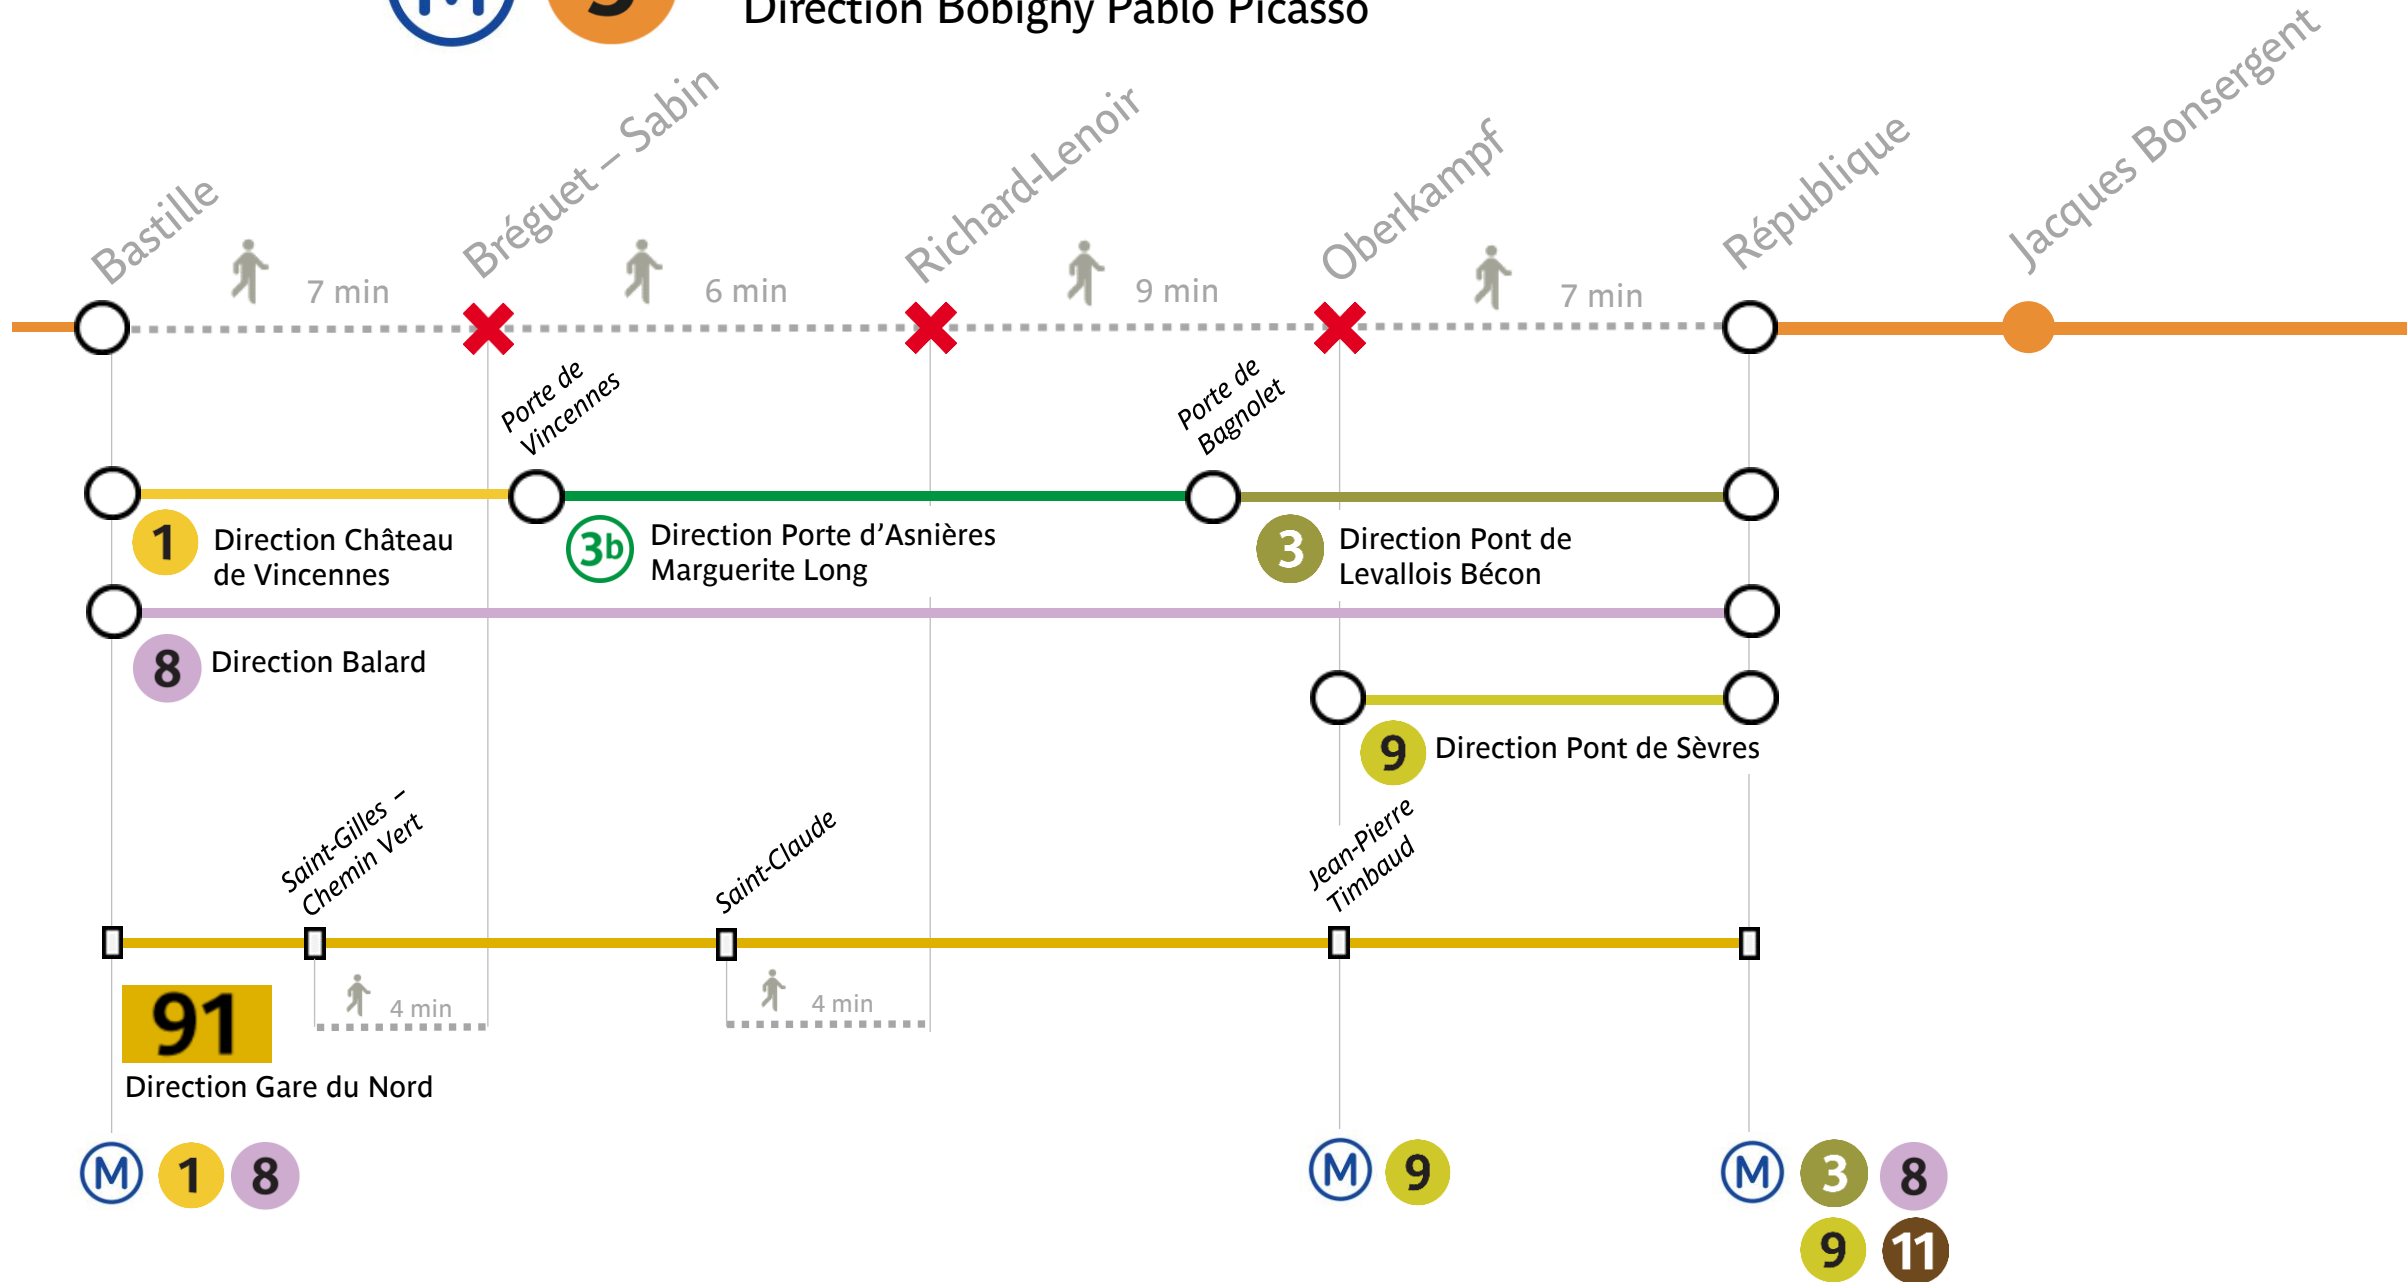 M 5 Direction Bobigny Pablo Picasso
Bastille
Bréguet – Sabin
Richard-Lenoir
Oberkampf
République
Jacques Bonsergent
7 min
6 min
9 min
7 min
Porte de
Vincennes
Porte de
Bagnolet
1
Direction Château
de Vincennes
3b
Direction Porte d'Asnières
Marguerite Long
3
Direction Pont de
Levallois Bécon
8 Direction Balard
9 Direction Pont de Sèvres
Saint-Gilles –
Chemin Vert
Saint-Claude
Jean-Pierre
Timbaud
91
4 min
4 min
Direction Gare du Nord
M 1 8
M 9
M 3 8
9 11